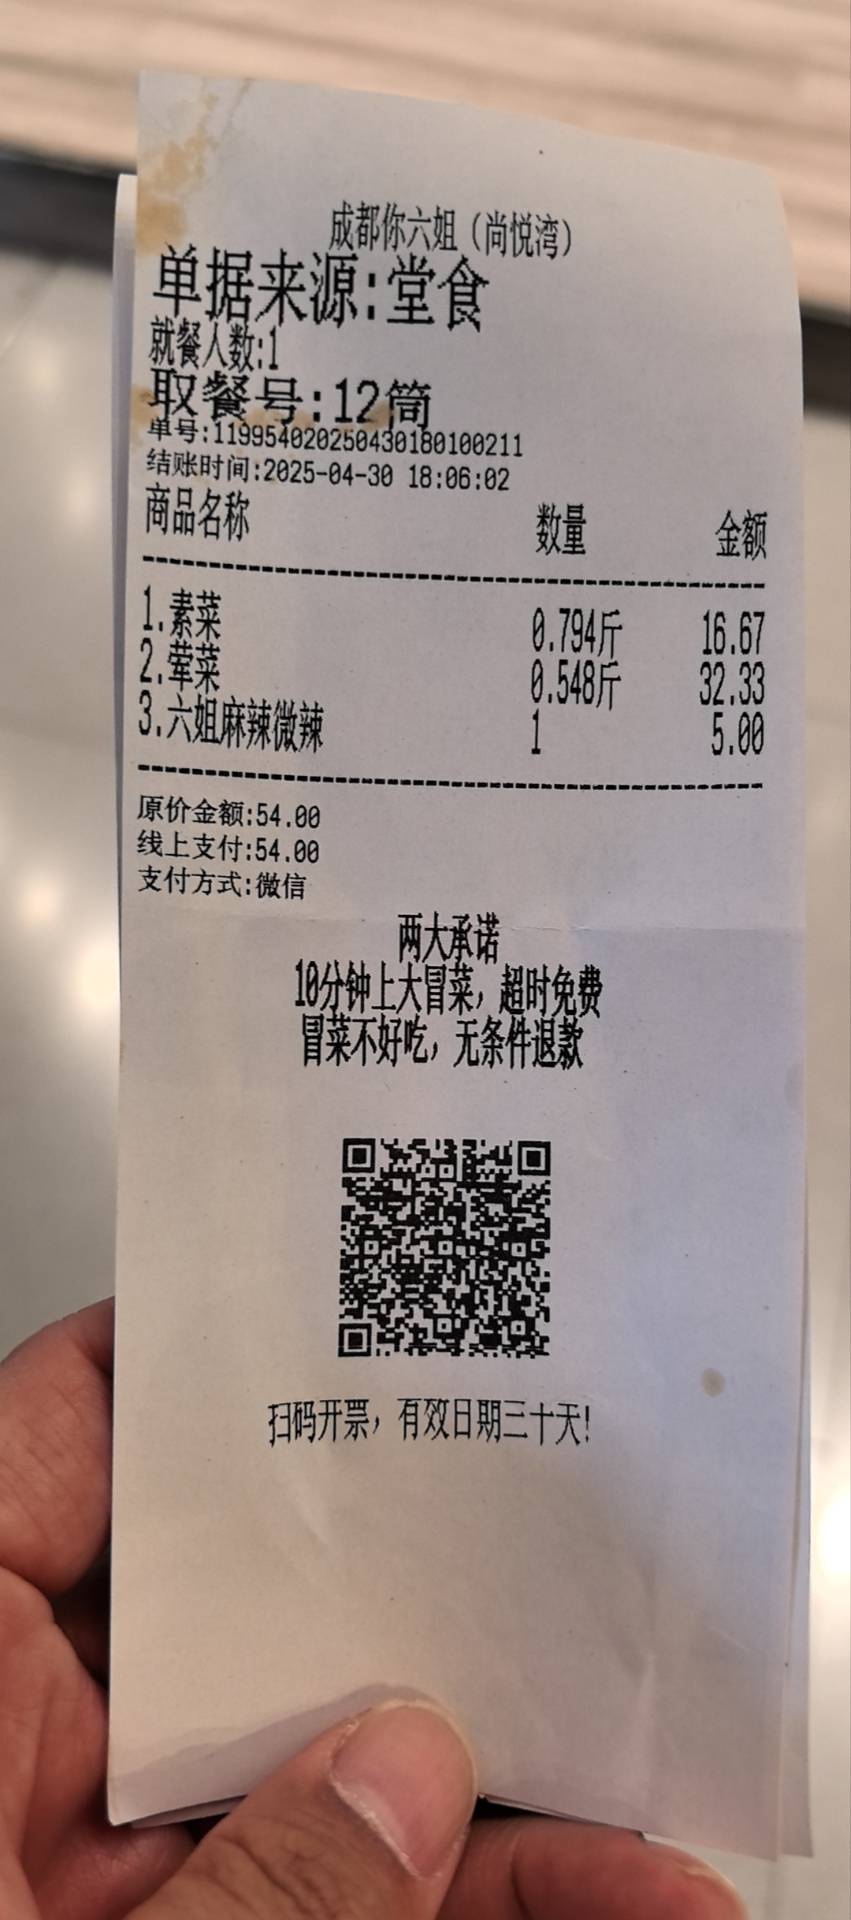 成都你六姐（尚悦湾）
单据来源:堂食
就餐人数:1
取餐号:12筒
单号:119954020250430180100211
结账时间:2025-04-30 18:06:02
商品名称 数量 金额
1.素菜 0.794斤 16.67
2.荤菜 0.548斤 32.33
3.六姐麻辣微辣 1 5.00
原价金额:54.00
线上支付:54.00
支付方式:微信
两大承诺
10分钟上大冒菜，超时免费
冒菜不好吃，无条件退款
扫码开票，有效日期三十天!